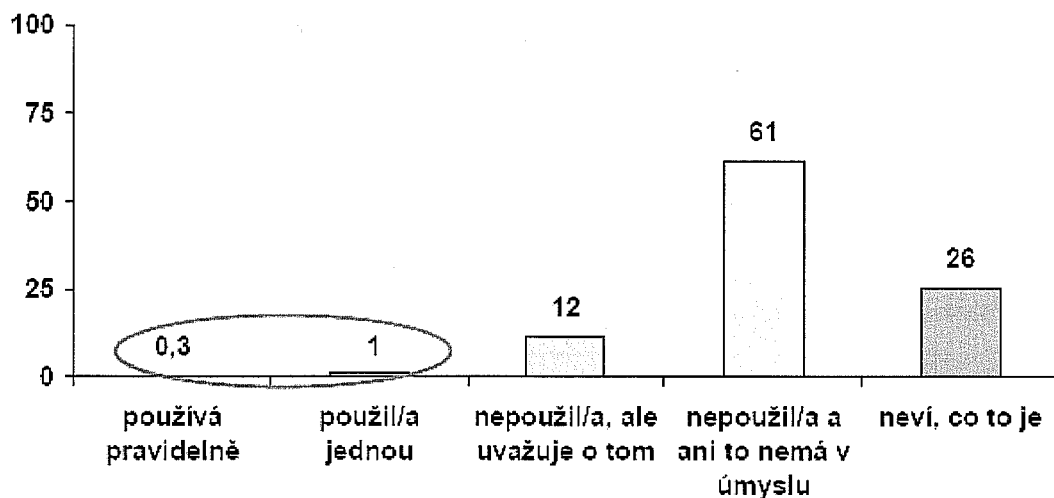 100
75
50
25
0
0,3
1
12
61
26
používá
pravidelně
použil/a
jednou
nepoužil/a, ale
uvažuje o tom
nepoužil/a a
ani to nemá v
úmyslu
neví, co to je